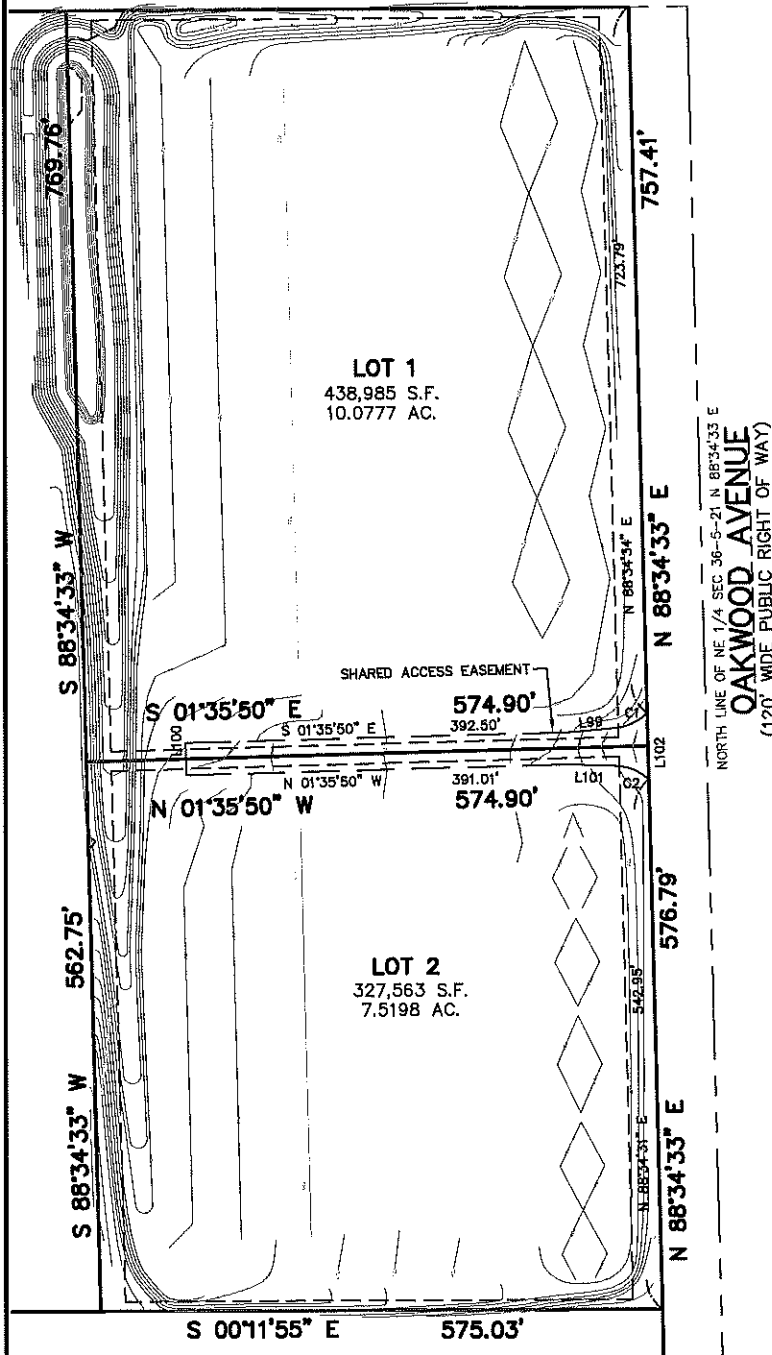 769.76'
757.41'
723.79'
LOT 1
438,985 S.F.
10.0777 AC.
S 88°34'33" W
N 88°34'34" E
N 88°34'33" E
NORTH LINE OF NE 1/4 SEC 36-5-21 N 88°34'33 E
OAKWOOD AVENUE
(120' WIDE PUBLIC RIGHT OF WAY)
SHARED ACCESS EASEMENT
S 01°35'50" E 574.90'
S 01°35'50" E 392.50' L99 C1
L100
L102
N 01°35'50" W 391.01' L101 C2
N 01°35'50" W 574.90'
562.75'
576.79'
542.95'
LOT 2
327,563 S.F.
7.5198 AC.
S 88°34'33" W
N 88°34'31" E
N 88°34'33" E
S 00°11'55" E 575.03'